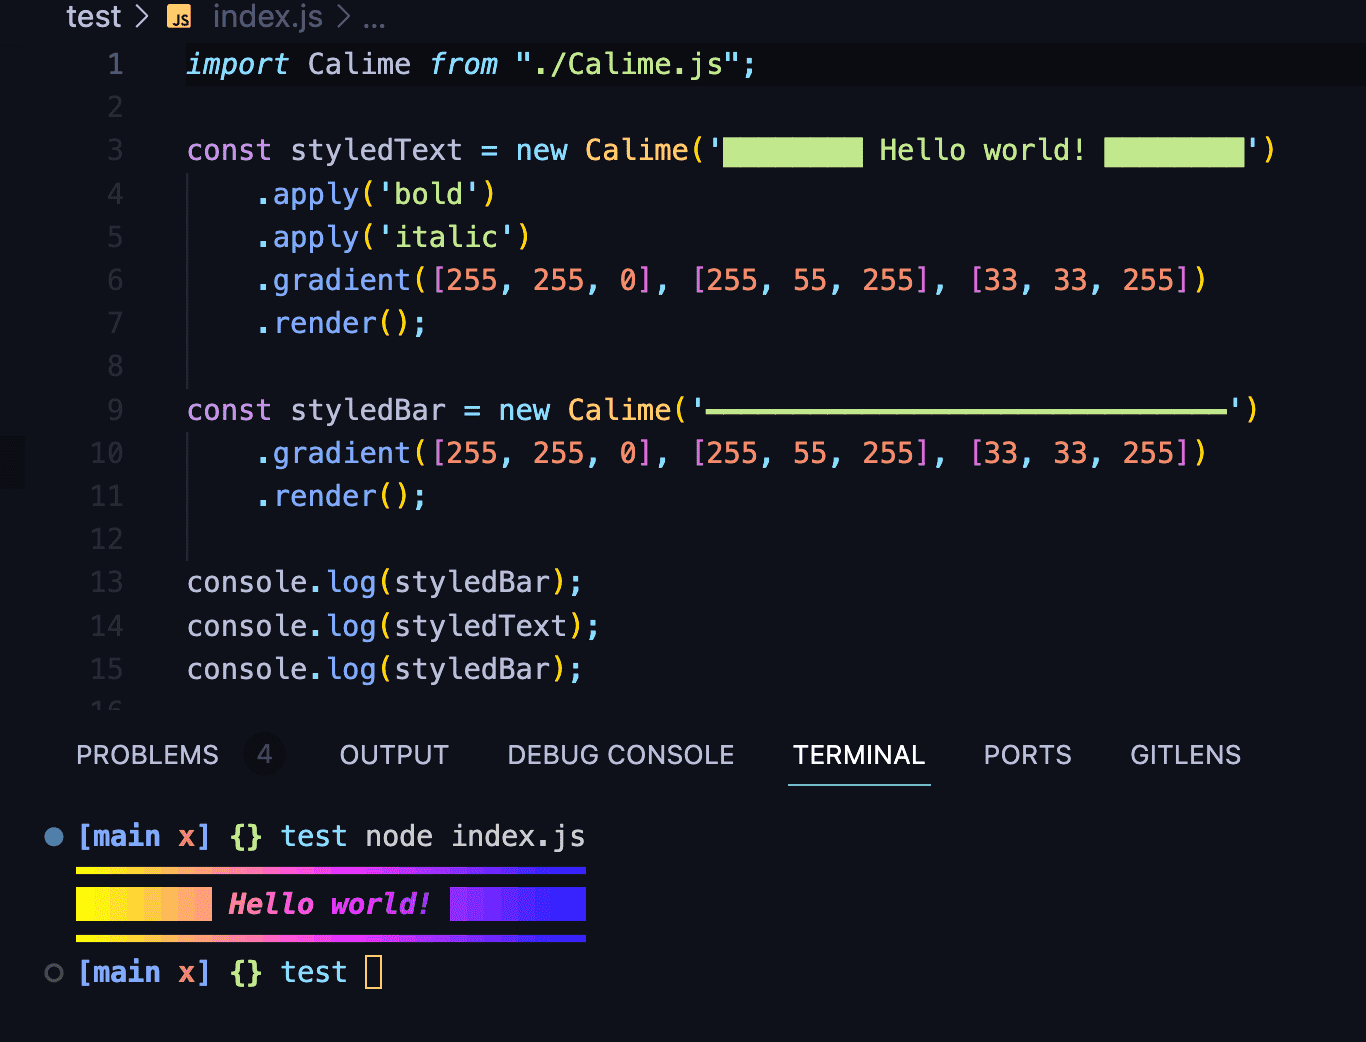 test > JS index.js > ...
1 import Calime from "./Calime.js";
2
3 const styledText = new Calime('████████ Hello world! ████████')
4 .apply('bold')
5 .apply('italic')
6 .gradient([255, 255, 0], [255, 55, 255], [33, 33, 255])
7 .render();
8
9 const styledBar = new Calime('━━━━━━━━━━━━━━━━━━━━━━━━━━━━━━')
10 .gradient([255, 255, 0], [255, 55, 255], [33, 33, 255])
11 .render();
12
13 console.log(styledBar);
14 console.log(styledText);
15 console.log(styledBar);
16
PROBLEMS 4 OUTPUT DEBUG CONSOLE TERMINAL PORTS GITLENS
[main x] {} test node index.js
━━━━━━━━━━━━━━━━━━━━━━━━━━━━━━
████████ Hello world! ████████
━━━━━━━━━━━━━━━━━━━━━━━━━━━━━━
[main x] {} test